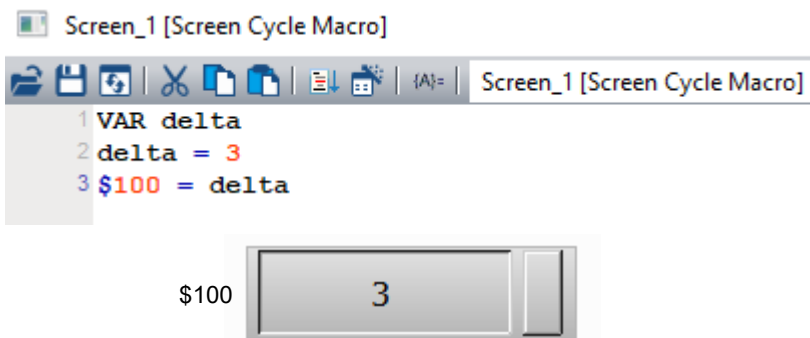 Screen_1 [Screen Cycle Macro]
{A}= Screen_1 [Screen Cycle Macro]
1 VAR delta
2 delta = 3
3 $100 = delta
$100 3